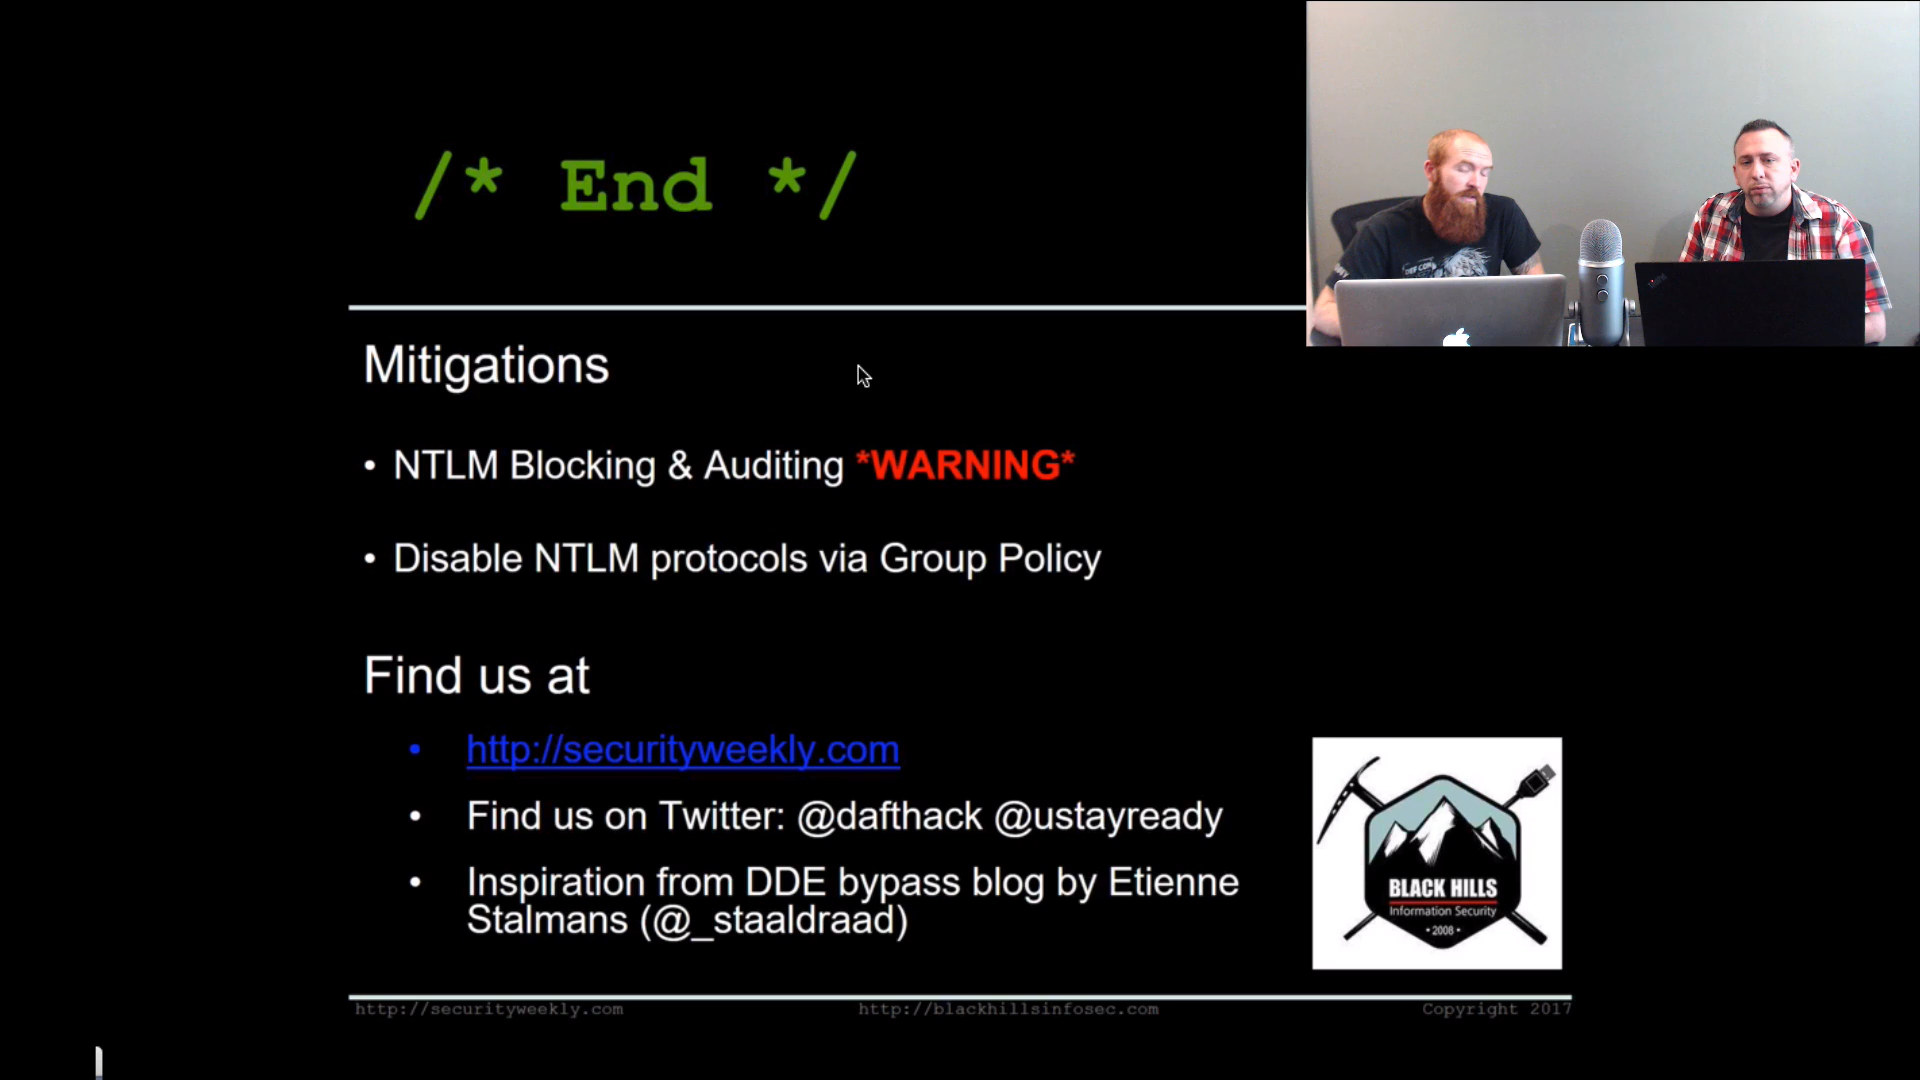 /* End */
Mitigations
• NTLM Blocking & Auditing *WARNING*
• Disable NTLM protocols via Group Policy
Find us at
• http://securityweekly.com
• Find us on Twitter: @dafthack @ustayready
• Inspiration from DDE bypass blog by Etienne
Stalmans (@_staaldraad)
BLACK HILLS
Information Security
• 2008 •
http://securityweekly.com http://blackhillsinfosec.com Copyright 2017